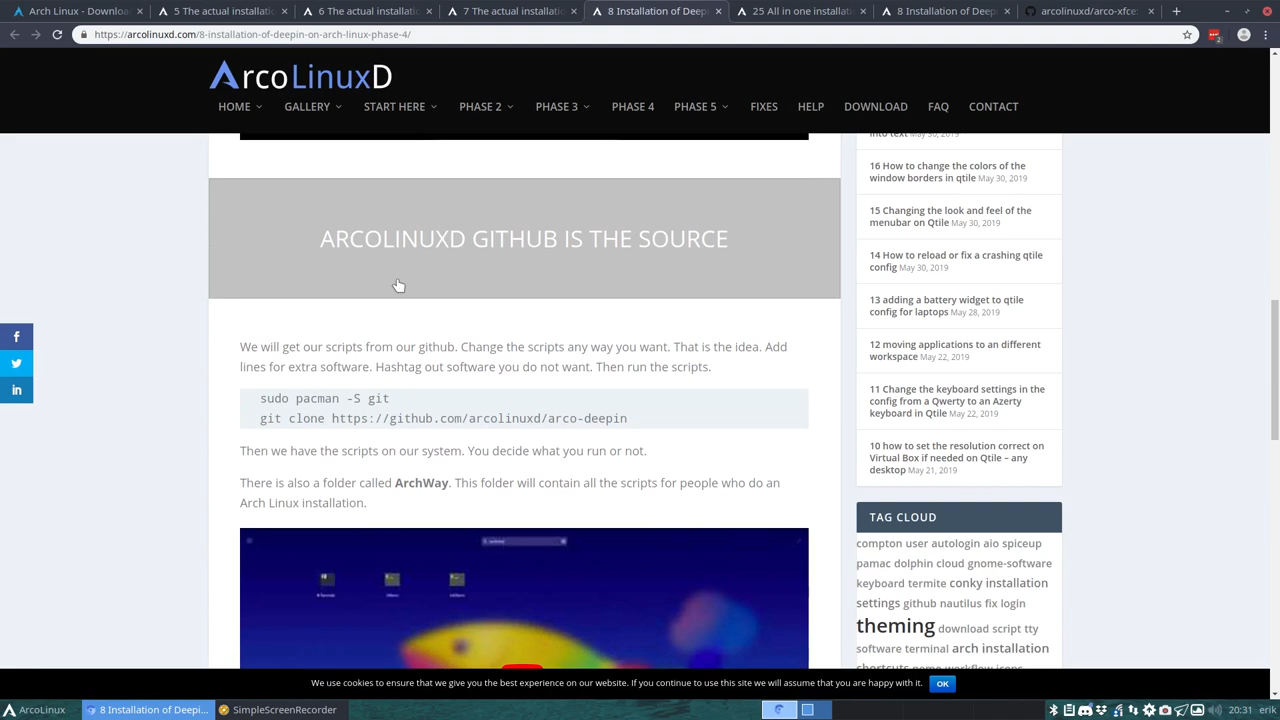 Arch Linux - Download
5 The actual installat
6 The actual installat
7 The actual installat
8 Installation of Deep
25 All in one installat
8 Installation of Deep
arcolinuxd/arco-xfce
https://arcolinuxd.com/8-installation-of-deepin-on-arch-linux-phase-4/
2
ArcoLinuxD
HOME
GALLERY
START HERE
PHASE 2
PHASE 3
PHASE 4
PHASE 5
FIXES
HELP
DOWNLOAD
FAQ
CONTACT
ARCOLINUXD GITHUB IS THE SOURCE
We will get our scripts from our github. Change the scripts any way you want. That is the idea. Add
lines for extra software. Hashtag out software you do not want. Then run the scripts.
sudo pacman -S git
git clone https://github.com/arcolinuxd/arco-deepin
Then we have the scripts on our system. You decide what you run or not.
There is also a folder called ArchWay. This folder will contain all the scripts for people who do an
Arch Linux installation.
into text May 30, 2019
16 How to change the colors of the
window borders in qtile May 30, 2019
15 Changing the look and feel of the
menubar on Qtile May 30, 2019
14 How to reload or fix a crashing qtile
config May 30, 2019
13 adding a battery widget to qtile
config for laptops May 28, 2019
12 moving applications to an different
workspace May 22, 2019
11 Change the keyboard settings in the
config from a Qwerty to an Azerty
keyboard in Qtile May 22, 2019
10 how to set the resolution correct on
Virtual Box if needed on Qtile – any
desktop May 21, 2019
TAG CLOUD
compton user autologin aio spiceup
pamac dolphin cloud gnome-software
keyboard termite conky installation
settings github nautilus fix login
theming download script tty
software terminal arch installation
We use cookies to ensure that we give you the best experience on our website. If you continue to use this site we will assume that you are happy with it.
OK
ArcoLinux
8 Installation of Deepi...
SimpleScreenRecorder
20:31
erik